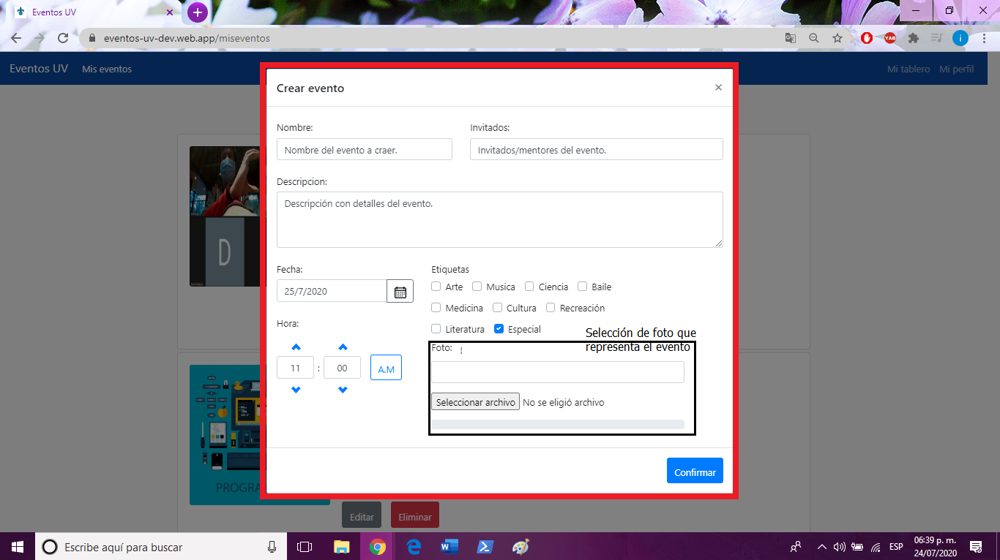 Eventos UV
eventos-uv-dev.web.app/miseventos
YAB
i
Eventos UV
Mis eventos
Mi tablero
Mi perfil
Crear evento
×
Nombre:
Invitados:
Nombre del evento a craer.
Invitados/mentores del evento.
Descripcion:
Descripción con detalles del evento.
D
Fecha:
Etiquetas
25/7/2020
Arte
Musica
Ciencia
Baile
Medicina
Cultura
Recreación
Hora:
Literatura
Especial
Selección de foto que
representa el evento
Foto:
!
11 : 00
A.M
Seleccionar archivo
No se eligió archivo
PROGRA
Confirmar
Editar
Eliminar
Escribe aquí para buscar
ESP
06:39 p. m.
24/07/2020